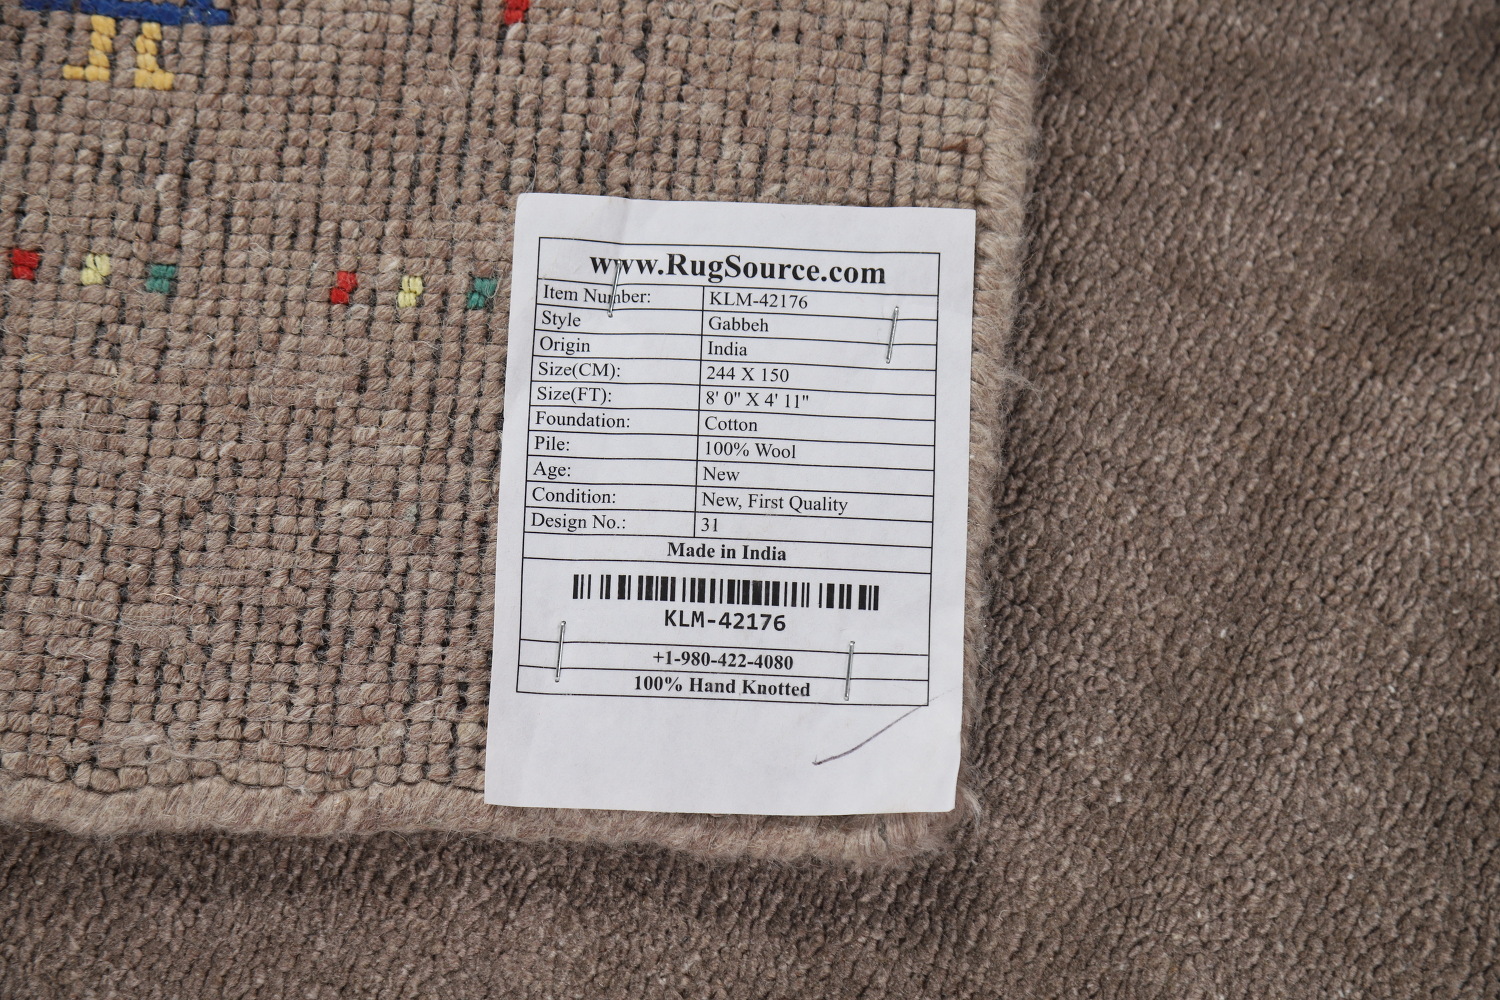 www.RugSource.com
Item Number: KLM-42176
Style Gabbeh
Origin India
Size(CM): 244 X 150
Size(FT): 8' 0" X 4' 11"
Foundation: Cotton
Pile: 100% Wool
Age: New
Condition: New, First Quality
Design No.: 31
Made in India
KLM-42176
+1-980-422-4080
100% Hand Knotted